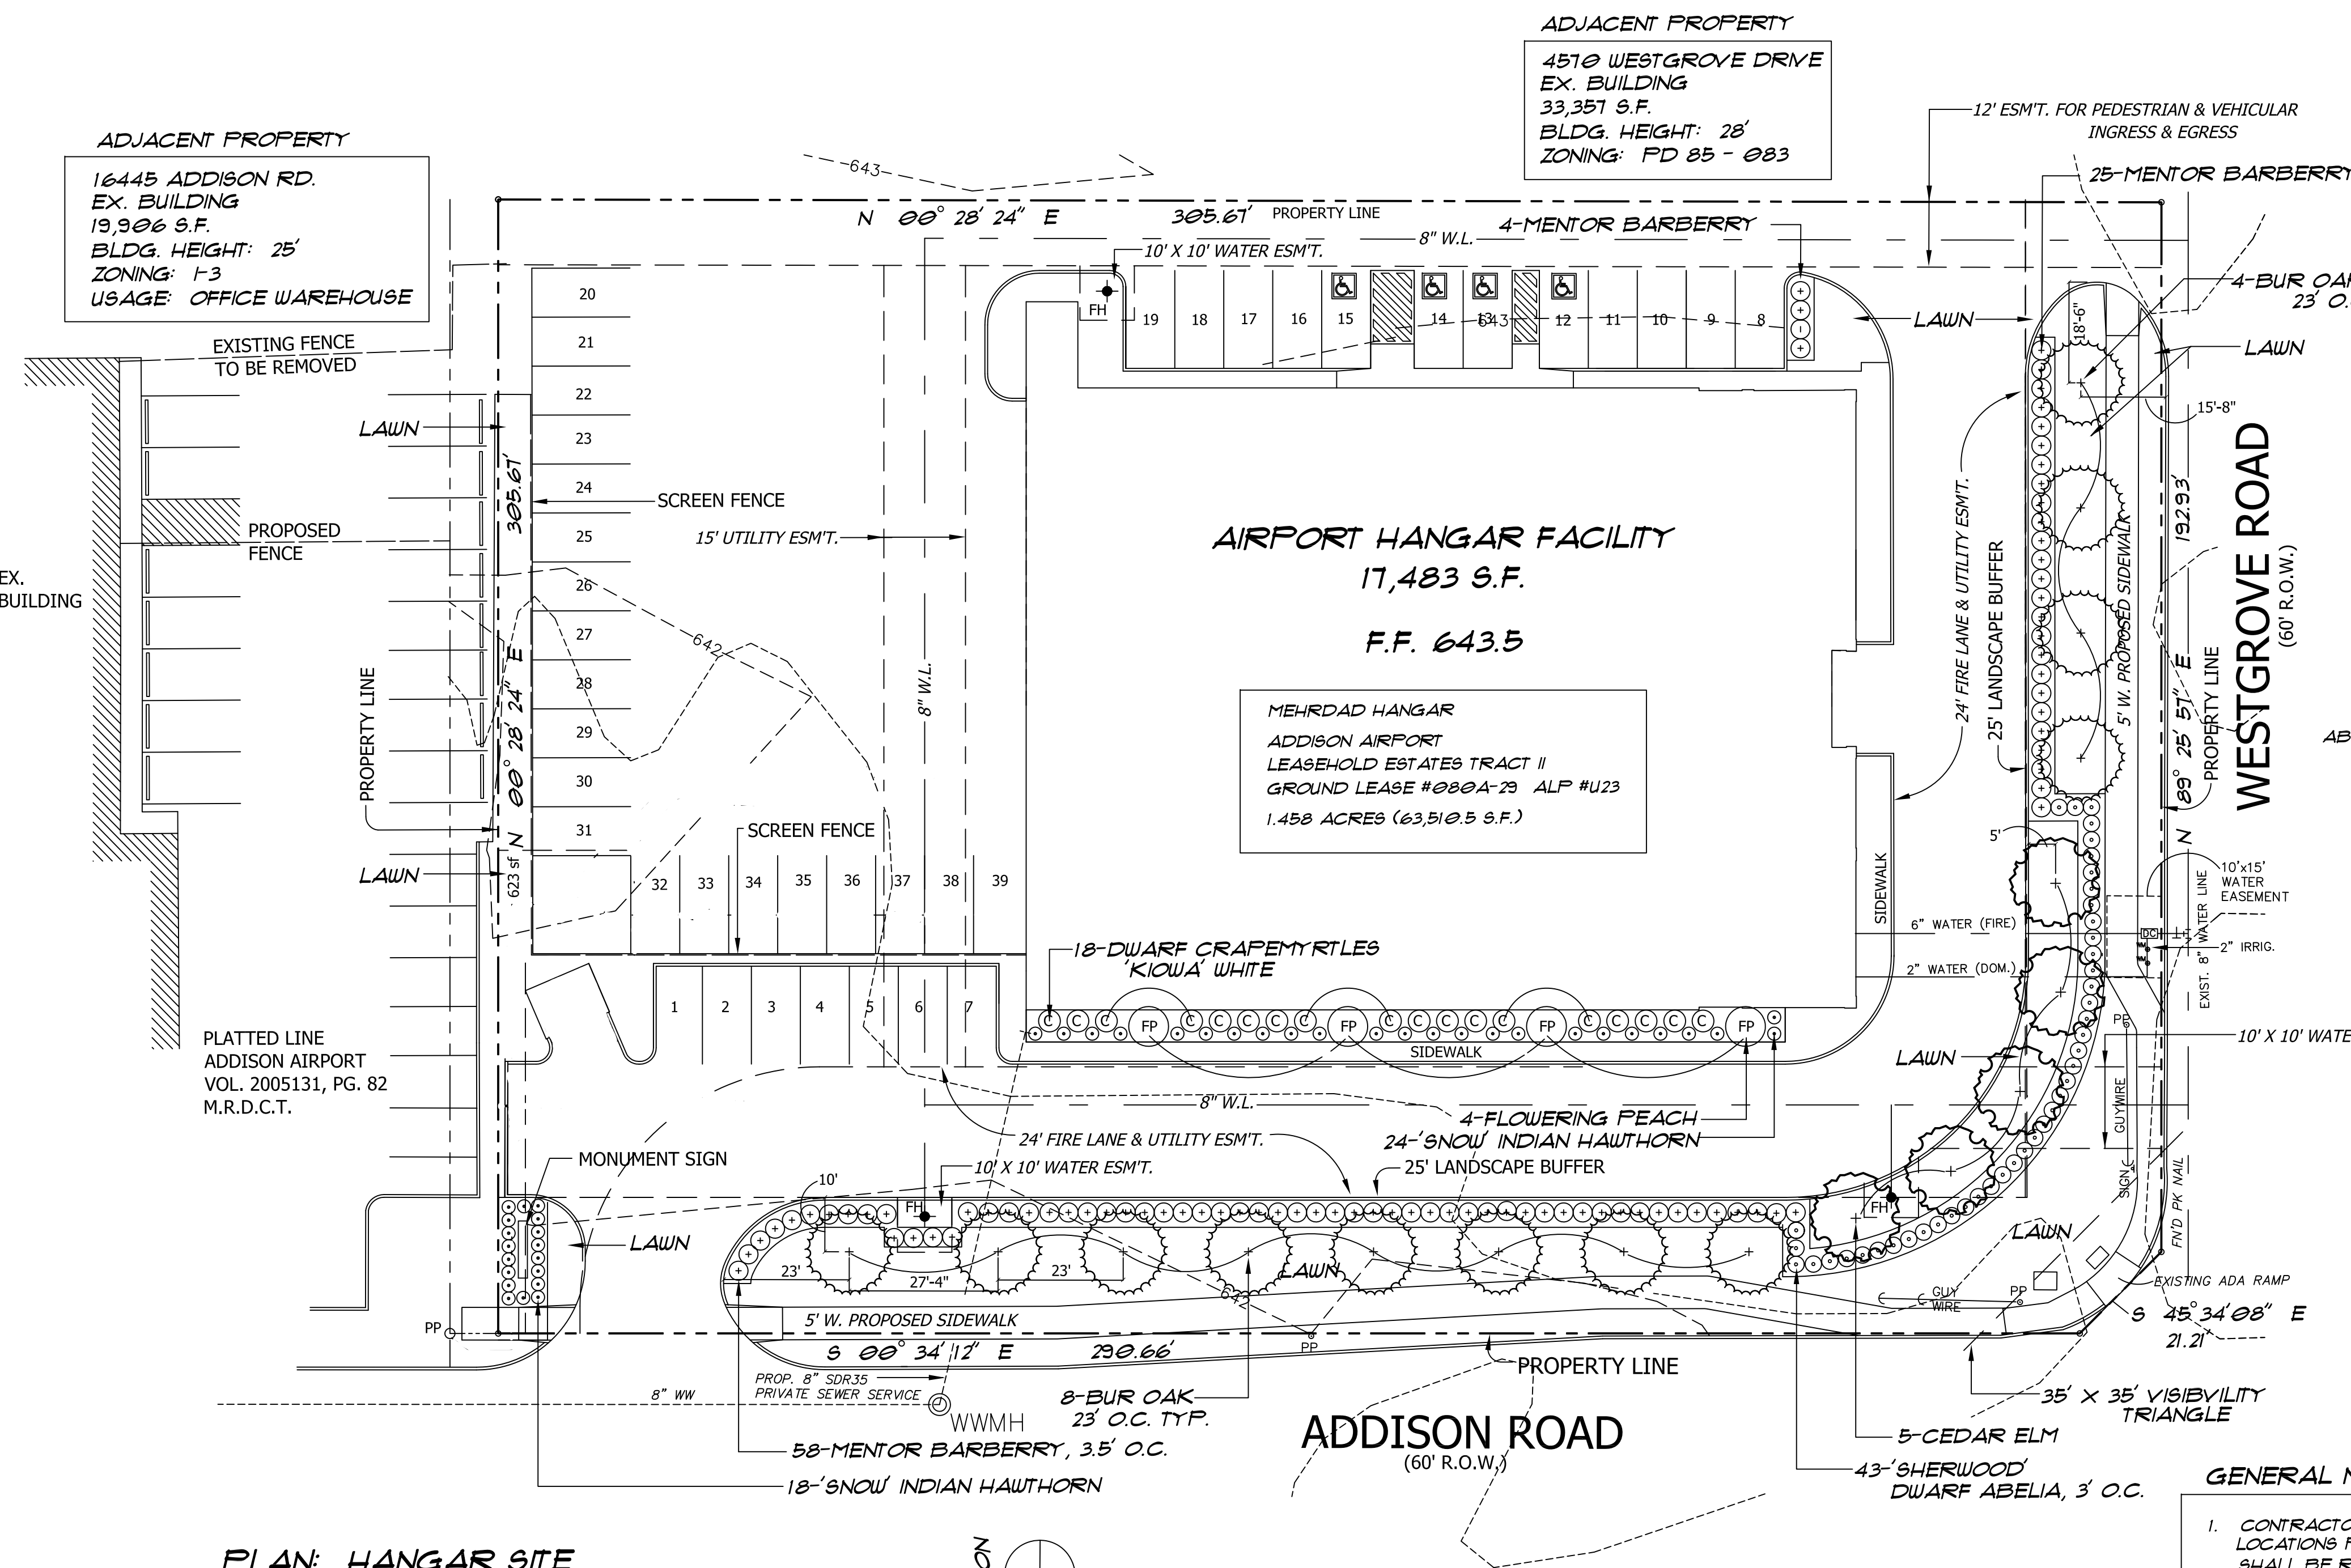 ADJACENT PROPERTY
4570 WESTGROVE DRIVE
EX. BUILDING
33,357 S.F.
BLDG. HEIGHT: 28'
ZONING: PD 85 - 083
12' ESM'T. FOR PEDESTRIAN & VEHICULAR
INGRESS & EGRESS
25-MENTOR BARBERRY
ADJACENT PROPERTY
16445 ADDISON RD.
EX. BUILDING
19,906 S.F.
BLDG. HEIGHT: 25'
ZONING: I-3
USAGE: OFFICE WAREHOUSE
643
N 00° 28' 24" E 305.67' PROPERTY LINE
4-MENTOR BARBERRY
10' X 10' WATER ESM'T.
8" W.L.
FH
19 18 17 16 15 14 13 12 11 10 9 8
643
LAWN
18'-6"
4-BUR OAK
23' O.
LAWN
15'-8"
EXISTING FENCE
TO BE REMOVED
LAWN
305.67'
20
21
22
23
24
25
26
27
28
29
30
31
SCREEN FENCE
15' UTILITY ESM'T.
PROPOSED
FENCE
EX.
BUILDING
642
8" W.L.
N 00° 28' 24" E
PROPERTY LINE
LAWN
623 sf
SCREEN FENCE
32 33 34 35 36 37 38 39
AIRPORT HANGAR FACILITY
17,483 S.F.
F.F. 643.5
MEHRDAD HANGAR
ADDISON AIRPORT
LEASEHOLD ESTATES TRACT II
GROUND LEASE #080A-29 ALP #U23
1.458 ACRES (63,510.5 S.F.)
24' FIRE LANE & UTILITY ESM'T.
25' LANDSCAPE BUFFER
5' W. PROPOSED SIDEWALK
192.93'
N 89° 25' 57" E
PROPERTY LINE
WESTGROVE ROAD
(60' R.O.W.)
AB
5'
10'x15'
WATER
EASEMENT
EXIST. 8" WATER LINE
SIDEWALK
6" WATER (FIRE)
DC
2" IRRIG.
2" WATER (DOM.)
18-DWARF CRAPEMYRTLES
'KIOWA' WHITE
1 2 3 4 5 6 7
C C C FP C C C C C FP C C C C C FP C C C C C FP
SIDEWALK
PP
10' X 10' WATE
LAWN
GUYWIRE
SIGN
FN'D PK NAIL
PLATTED LINE
ADDISON AIRPORT
VOL. 2005131, PG. 82
M.R.D.C.T.
8" W.L.
4-FLOWERING PEACH
24-'SNOW' INDIAN HAWTHORN
24' FIRE LANE & UTILITY ESM'T.
MONUMENT SIGN
10' X 10' WATER ESM'T.
25' LANDSCAPE BUFFER
10'
FH
FH
LAWN
LAWN
23'
27'-4"
23'
LAWN
642
GUY
WIRE
PP
EXISTING ADA RAMP
PP
5' W. PROPOSED SIDEWALK
S 45° 34' 08" E
21.21'
S 00° 34' 12" E 290.66'
PP
PROPERTY LINE
PROP. 8" SDR35
PRIVATE SEWER SERVICE
8" WW
WWMH
8-BUR OAK
23' O.C. TYP.
ADDISON ROAD
(60' R.O.W.)
35' X 35' VISIBVILITY
TRIANGLE
5-CEDAR ELM
58-MENTOR BARBERRY, 3.5' O.C.
43-'SHERWOOD'
DWARF ABELIA, 3' O.C.
18-'SNOW' INDIAN HAWTHORN
GENERAL N
1. CONTRACTO
LOCATIONS P
SHALL BE R
PLAN: HANGAR SITE
ON